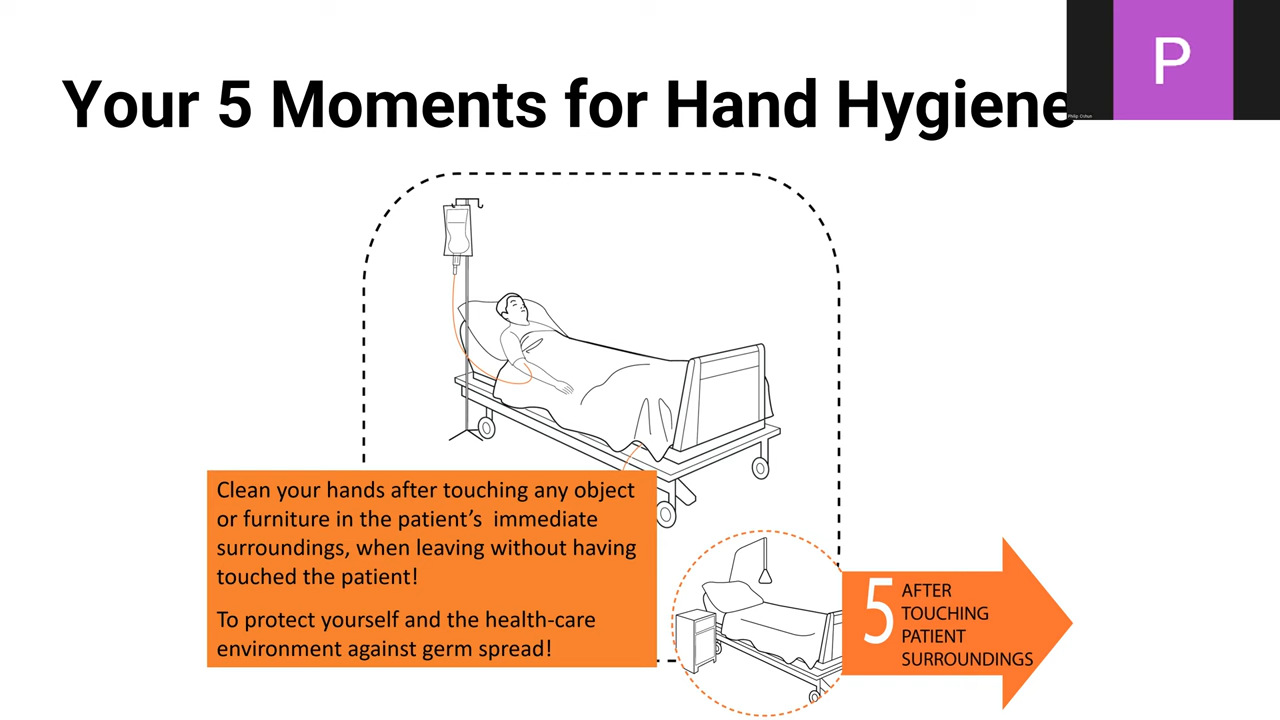 Your 5 Moments for Hand Hygiene
P
Philip Ochuo
Clean your hands after touching any object
or furniture in the patient’s immediate
surroundings, when leaving without having
touched the patient!
To protect yourself and the health-care
environment against germ spread!
5
AFTER
TOUCHING
PATIENT
SURROUNDINGS